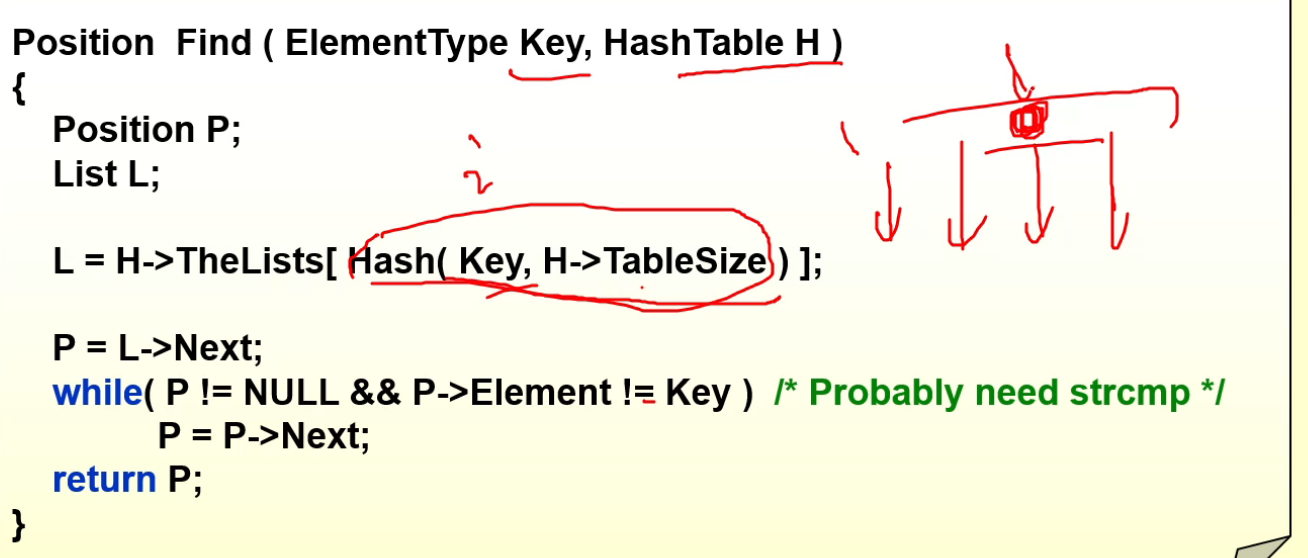 Position Find ( ElementType Key, HashTable H )
{
Position P;
List L;
L = H->TheLists[ Hash( Key, H->TableSize ) ];
P = L->Next;
while( P != NULL && P->Element != Key ) /* Probably need strcmp */
P = P->Next;
return P;
}